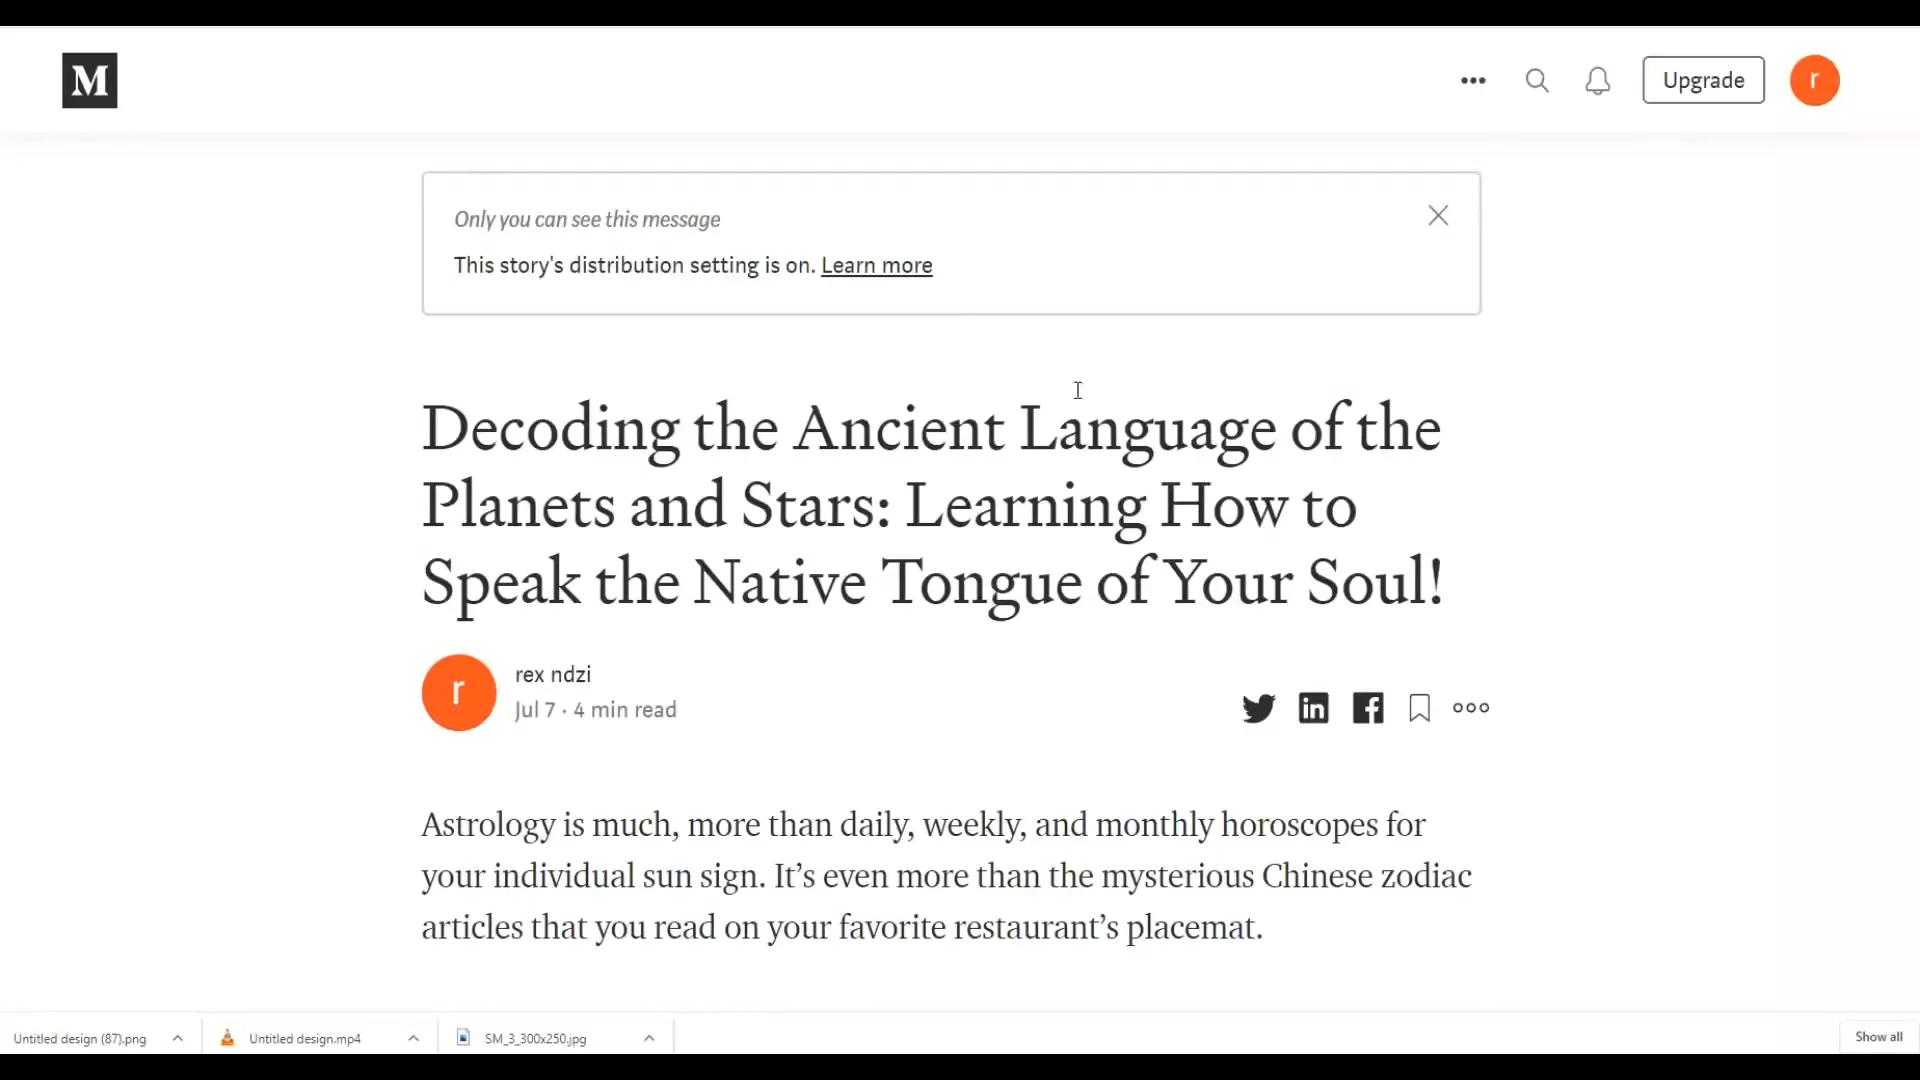 M
Upgrade
r
Only you can see this message
This story's distribution setting is on. Learn more
Decoding the Ancient Language of the
Planets and Stars: Learning How to
Speak the Native Tongue of Your Soul!
r
rex ndzi
Jul 7 · 4 min read
Astrology is much, more than daily, weekly, and monthly horoscopes for
your individual sun sign. It’s even more than the mysterious Chinese zodiac
articles that you read on your favorite restaurant’s placemat.
Untitled design (87).png
Untitled design.mp4
SM_3_300x250.jpg
Show all